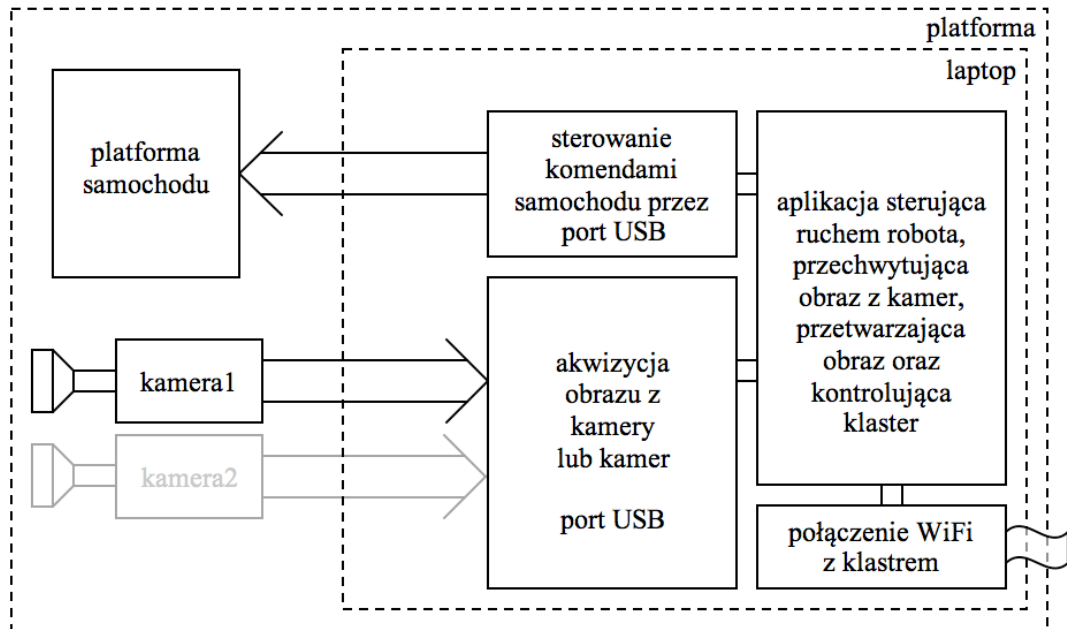 platforma
laptop
platforma
samochodu
sterowanie
komendami
samochodu przez
port USB
aplikacja sterująca
ruchem robota,
przechwytująca
obraz z kamer,
przetwarzająca
obraz oraz
kontrolująca
klaster
kamera1
kamera2
akwizycja
obrazu z
kamery
lub kamer
port USB
połączenie WiFi
z klastrem